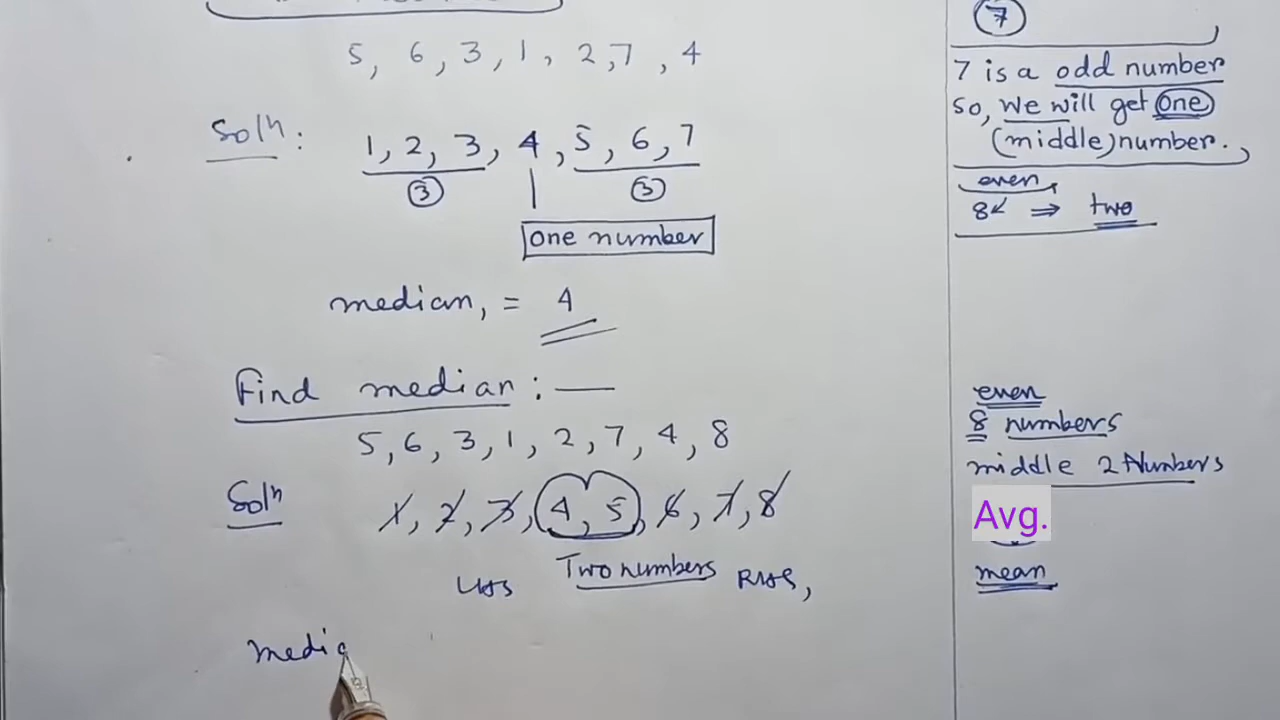 5, 6, 3, 1, 2, 7, 4
Soln:
1, 2, 3, 4, 5, 6, 7
3 3
one number
median, = 4
Find median: —
5, 6, 3, 1, 2, 7, 4, 8
Soln
1, 2, 3, 4, 5, 6, 7, 8
LHS Two numbers RHS,
media
7
7 is a odd number
so, we will get one
(middle) number.,
even,
8 ⇒ two
even
8 numbers
middle 2 Numbers
Avg.
mean